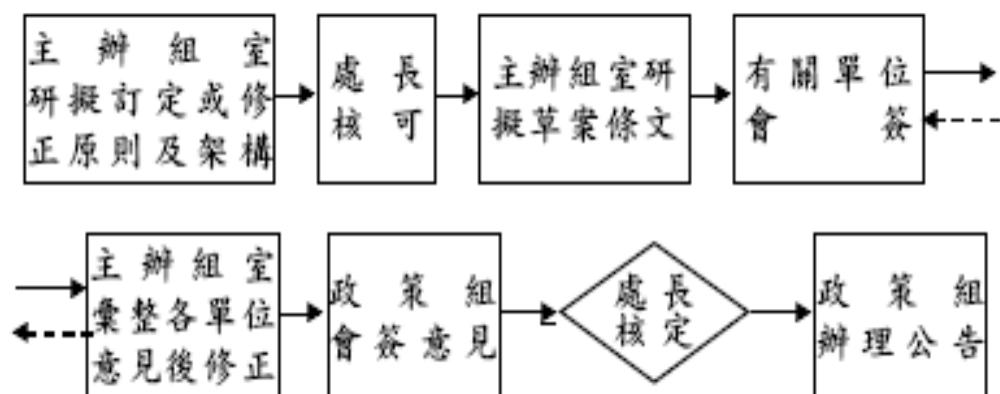 主辦組室
研擬訂定或修
正原則及架構
處長
核可
主辦組室研
擬草案條文
有關單位
會簽
主辦組室
彙整各單位
意見後修正
政策組
會簽意見
處長
核定
政策組
辦理公告